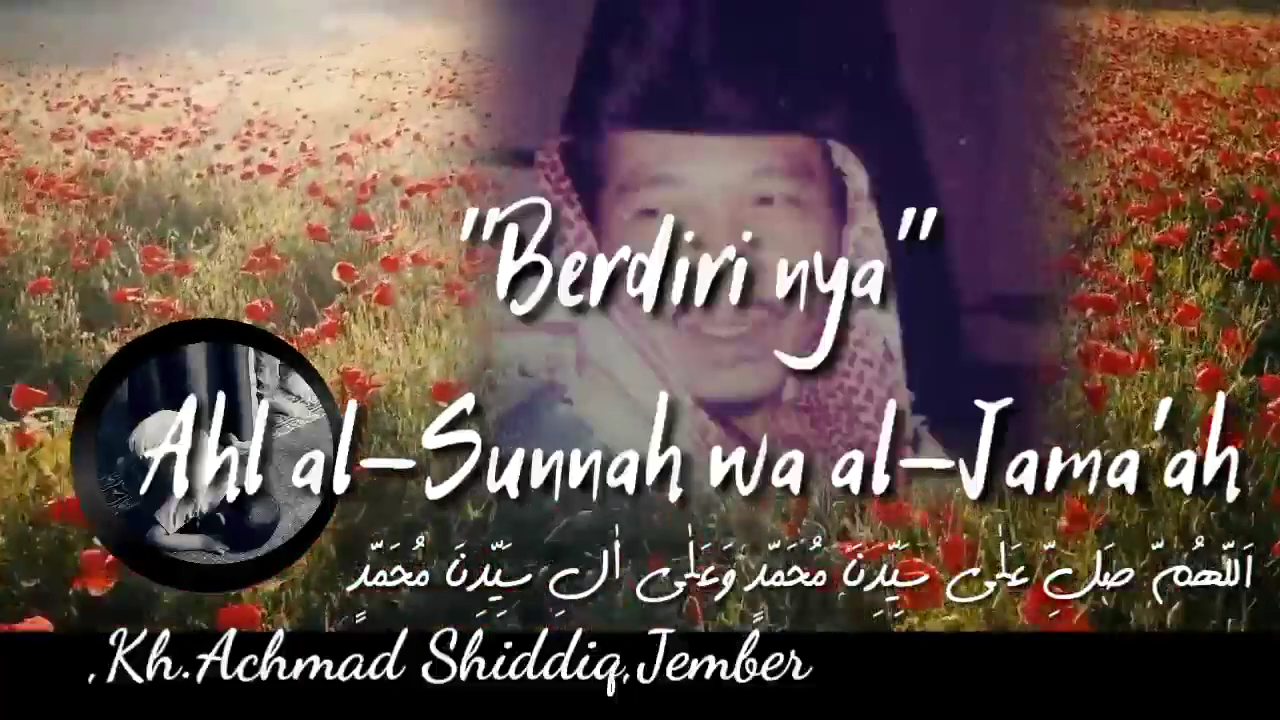 "Berdiri nya"
Ahl al-Sunnah wa al-Jama'ah
اَللّٰهُمَّ صَلِّ عَلٰى سَيِّدِنَا مُحَمَّدٍ وَعَلٰى اٰلِ سَيِّدِنَا مُحَمَّدٍ
,Kh.Achmad Shiddiq,Jember